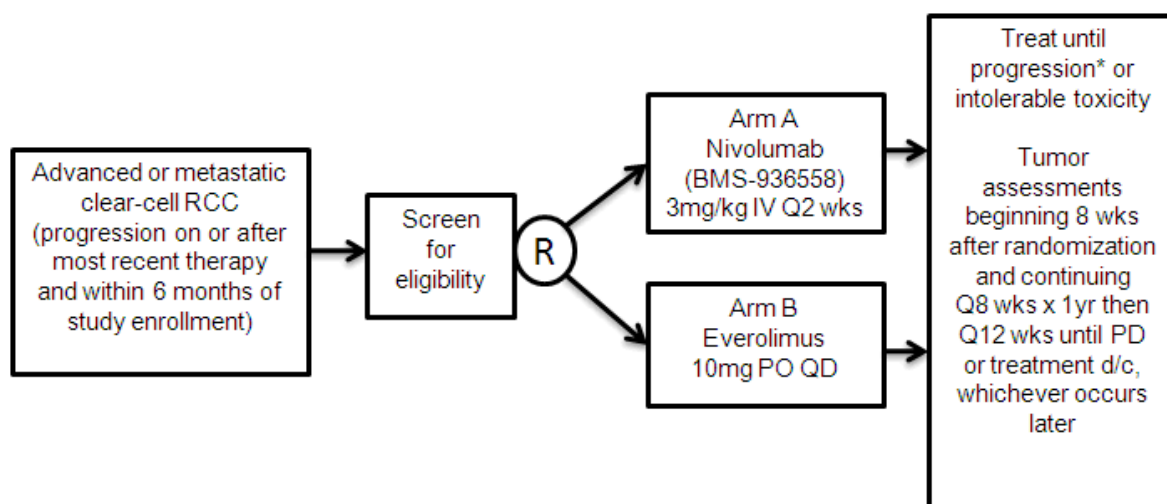 Advanced or metastatic
clear-cell RCC
(progression on or after
most recent therapy
and within 6 months of
study enrollment)
Screen
for
eligibility
R
Arm A
Nivolumab
(BMS-936558)
3mg/kg IV Q2 wks
Arm B
Everolimus
10mg PO QD
Treat until
progression* or
intolerable toxicity
Tumor
assessments
beginning 8 wks
after randomization
and continuing
Q8 wks x 1yr then
Q12 wks until PD
or treatment d/c,
whichever occurs
later